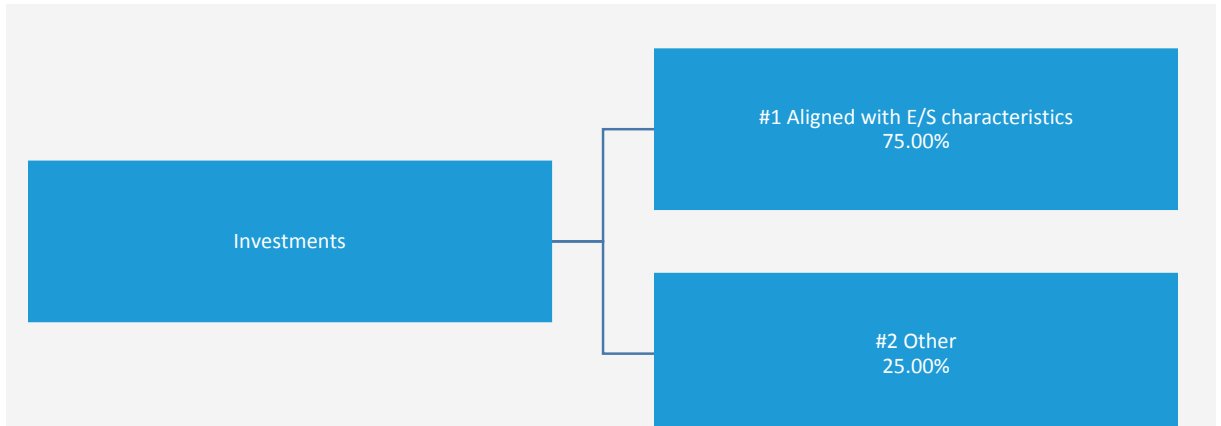 Investments
#1 Aligned with E/S characteristics
75.00%
#2 Other
25.00%